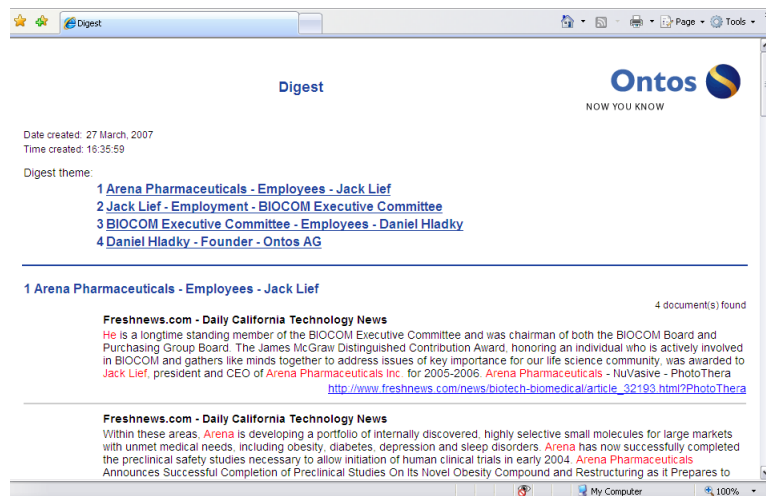 Digest
Page
Tools
Digest
Ontos
NOW YOU KNOW
Date created: 27 March, 2007
Time created: 16:35:59
Digest theme:
1 Arena Pharmaceuticals - Employees - Jack Lief
2 Jack Lief - Employment - BIOCOM Executive Committee
3 BIOCOM Executive Committee - Employees - Daniel Hladky
4 Daniel Hladky - Founder - Ontos AG
1 Arena Pharmaceuticals - Employees - Jack Lief
4 document(s) found
Freshnews.com - Daily California Technology News
He is a longtime standing member of the BIOCOM Executive Committee and was chairman of both the BIOCOM Board and
Purchasing Group Board. The James McGraw Distinguished Contribution Award, honoring an individual who is actively involved
in BIOCOM and gathers like minds together to address issues of key importance for our life science community, was awarded to
Jack Lief, president and CEO of Arena Pharmaceuticals Inc. for 2005-2006. Arena Pharmaceuticals - NuVasive - PhotoThera
http://www.freshnews.com/news/biotech-biomedical/article_32193.html?PhotoThera
Freshnews.com - Daily California Technology News
Within these areas, Arena is developing a portfolio of internally discovered, highly selective small molecules for large markets
with unmet medical needs, including obesity, diabetes, depression and sleep disorders. Arena has now successfully completed
the preclinical safety studies necessary to allow initiation of human clinical trials in early 2004. Arena Pharmaceuticals
Announces Successful Completion of Preclinical Studies On Its Novel Obesity Compound and Restructuring as it Prepares to
My Computer
100%